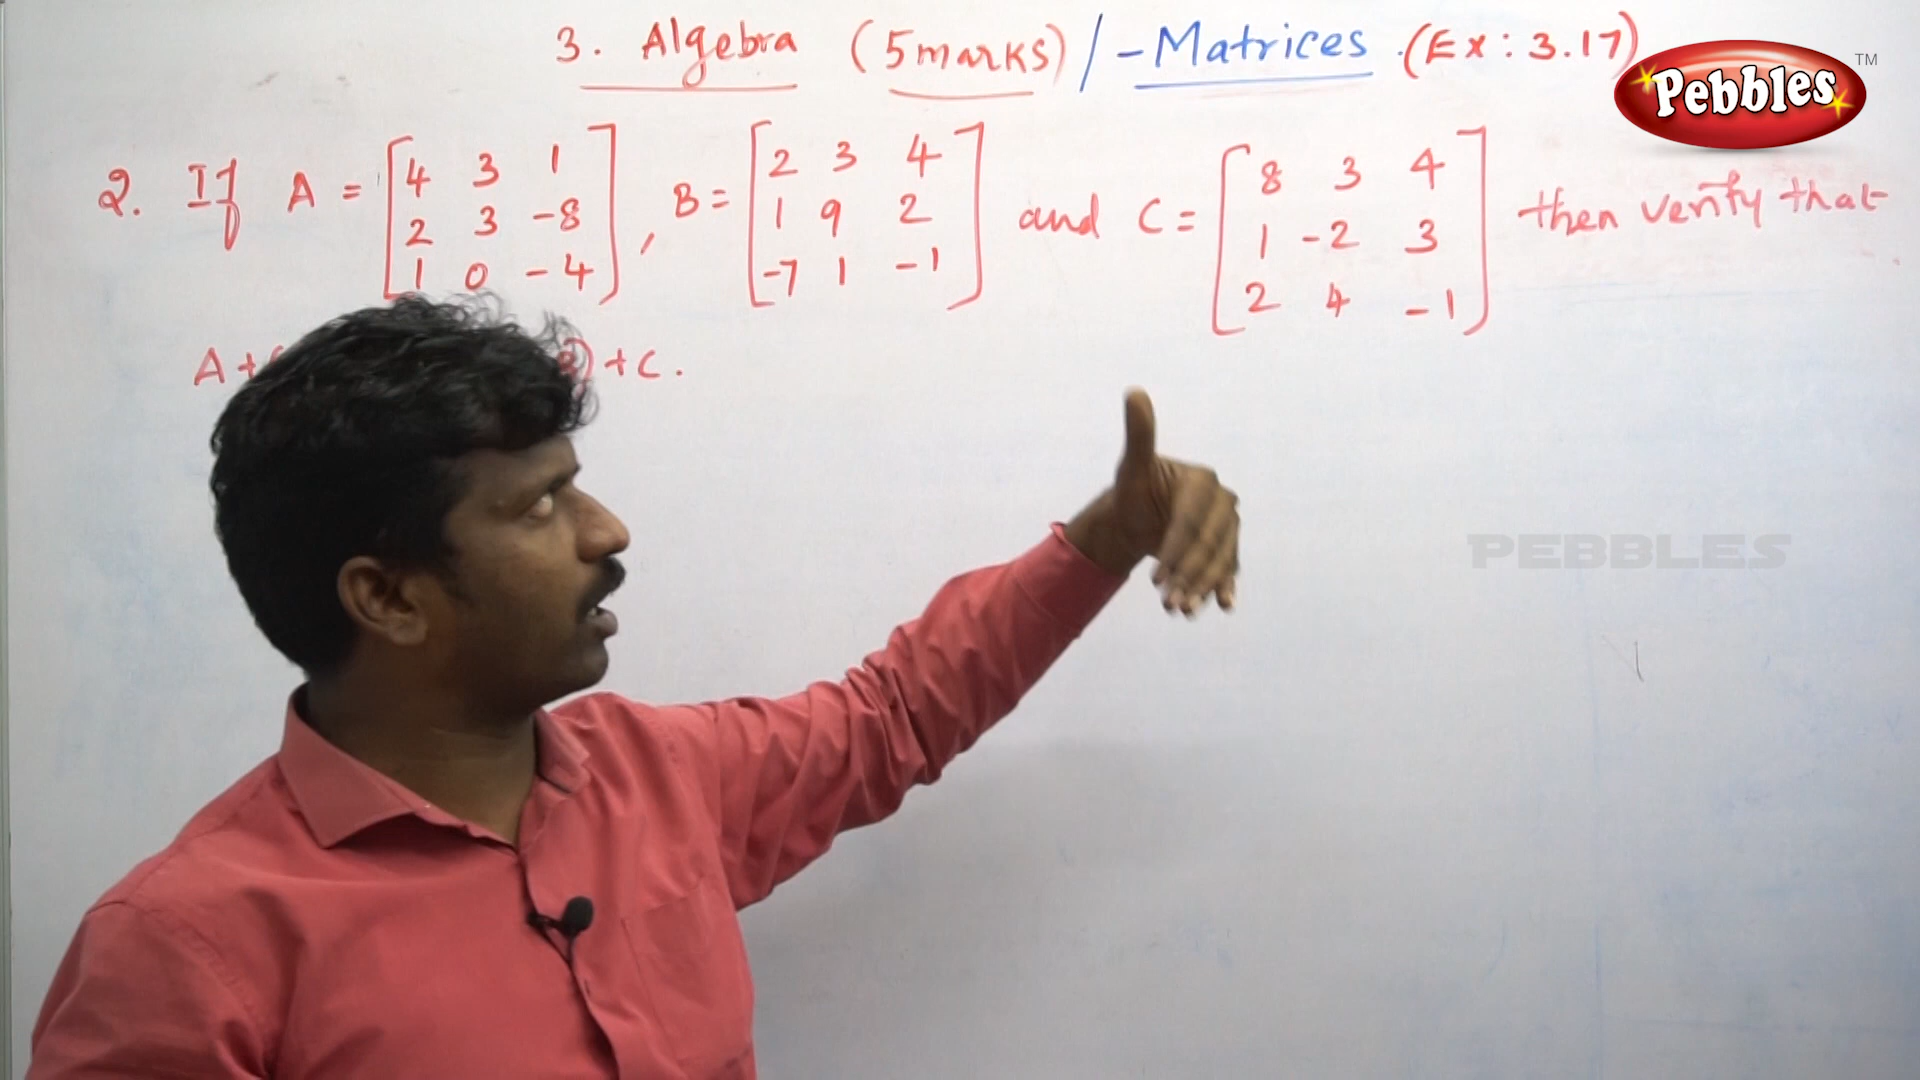 3. Algebra (5marks) / - Matrices . (Ex : 3.17)
Pebbles TM
2. If A = [4 3 1 , B = [2 3 4 and C = [8 3 4 then verify that
2 3 -8 1 9 2 1 -2 3
1 0 -4] -7 1 -1] 2 4 -1]
A + ) + C .
PEBBLES